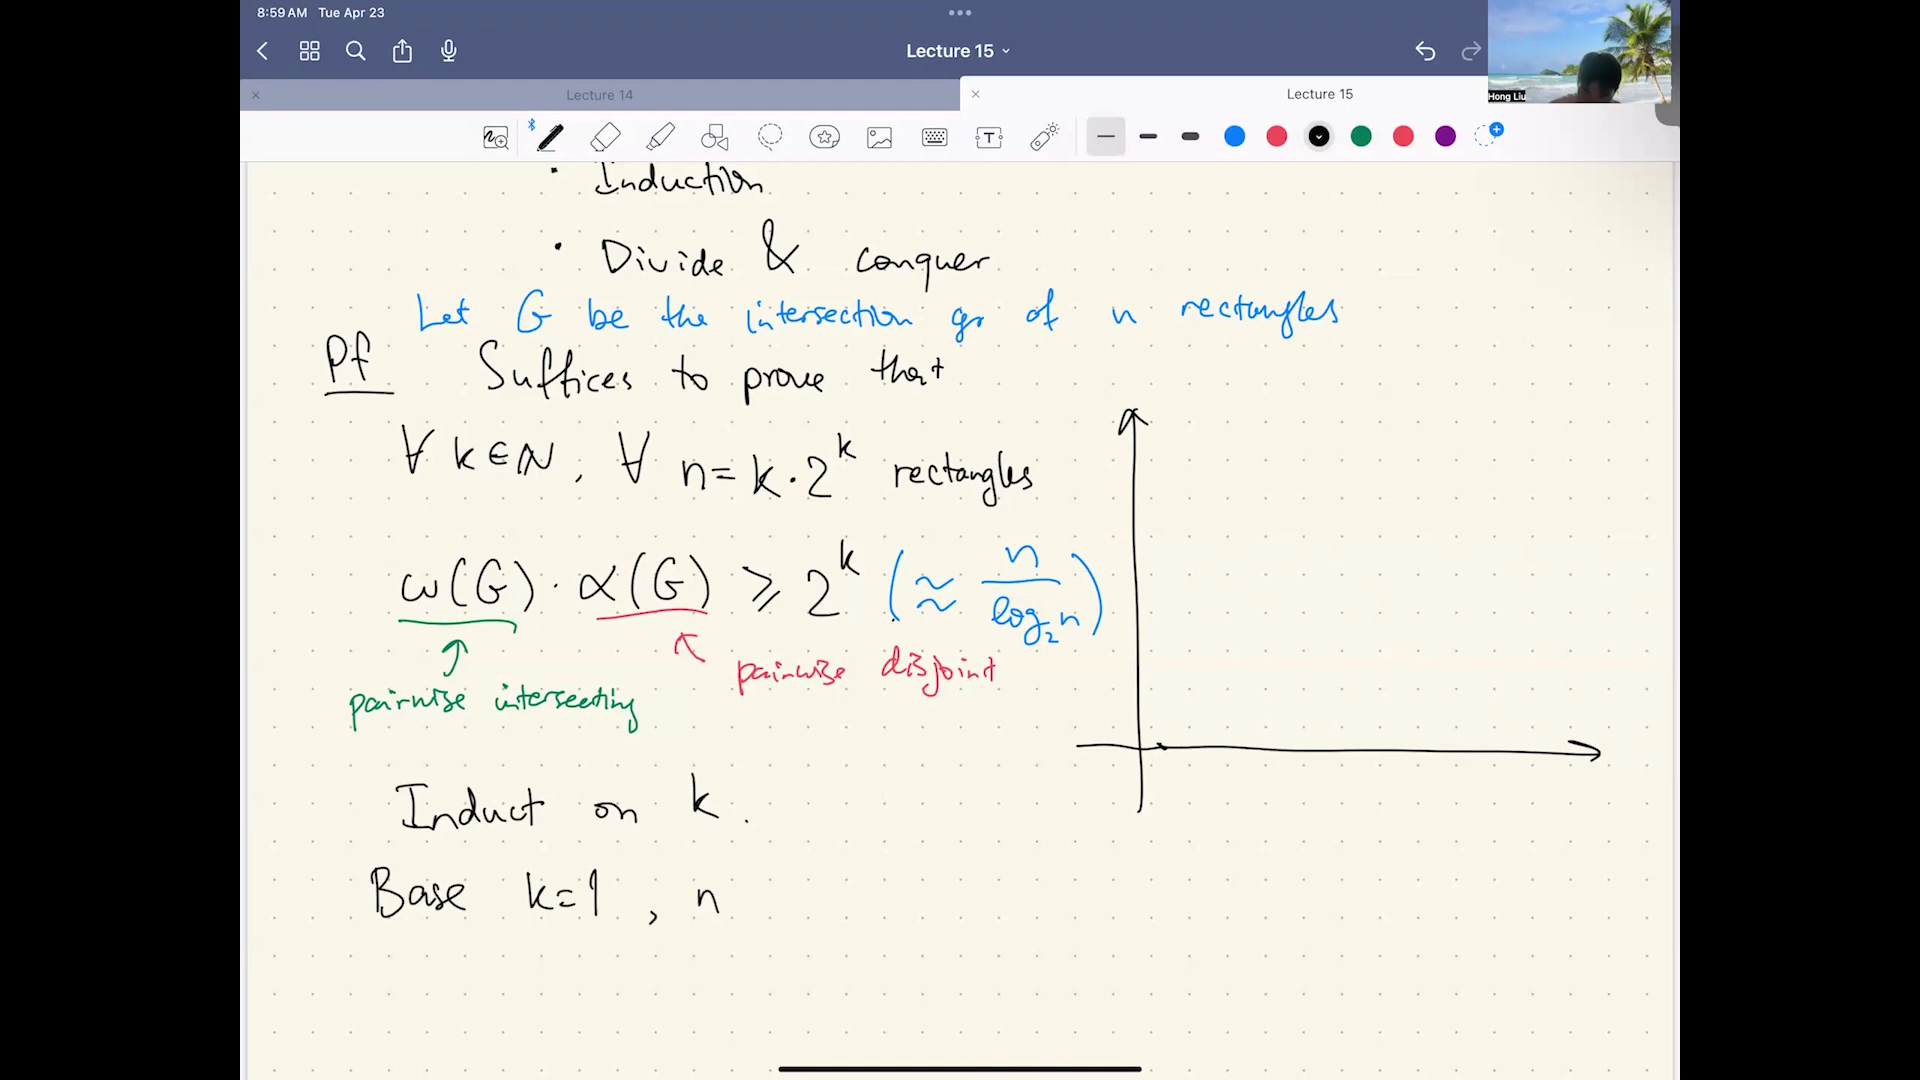 8:59 AM Tue Apr 23
Lecture 15
Hong Liu
Lecture 14
Lecture 15
· Induction
· Divide & conquer
Let G be the intersection gr of n rectangles
Pf Suffices to prove that
∀ k∈N, ∀ n=k·2^k rectangles
ω(G)·α(G) ⩾ 2^k (≈ n/log₂n)
pairwise disjoint
pairwise intersecting
Induct on k.
Base k=1, n